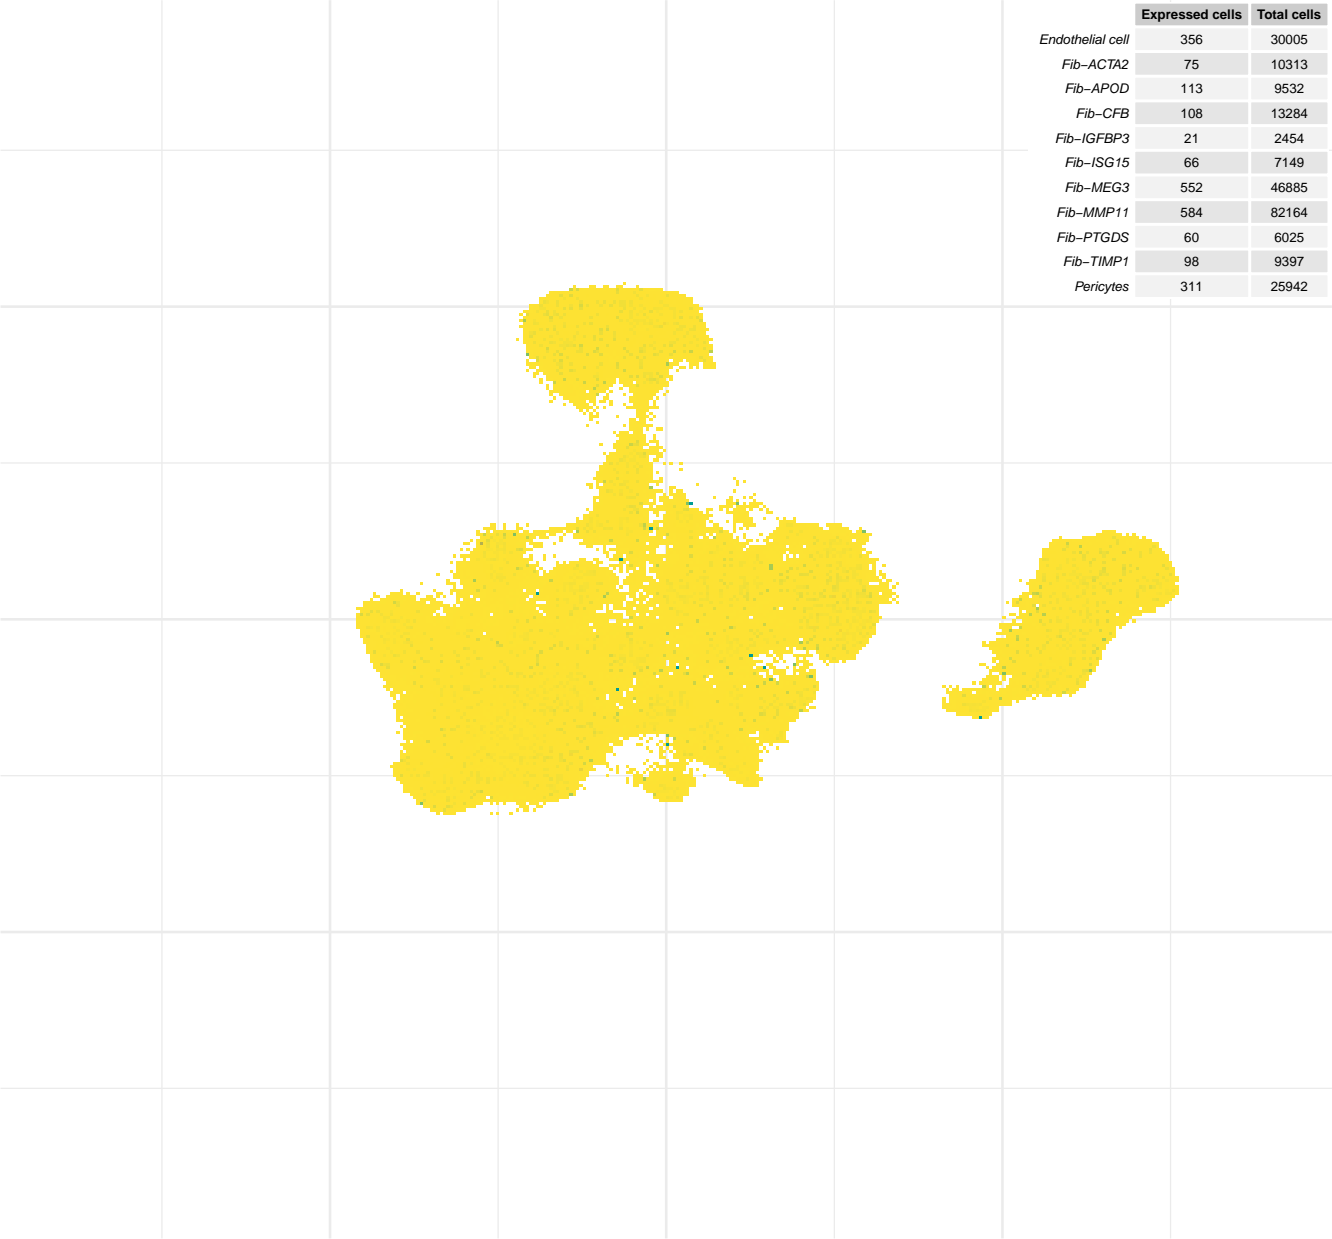 Expressed cells Total cells
Endothelial cell 356 30005
Fib−ACTA2 75 10313
Fib−APOD 113 9532
Fib−CFB 108 13284
Fib−IGFBP3 21 2454
Fib−ISG15 66 7149
Fib−MEG3 552 46885
Fib−MMP11 584 82164
Fib−PTGDS 60 6025
Fib−TIMP1 98 9397
Pericytes 311 25942